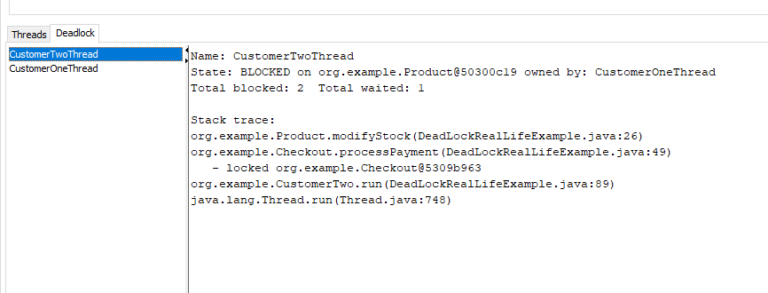 Threads Deadlock
CustomerTwoThread
CustomerOneThread
Name: CustomerTwoThread
State: BLOCKED on org.example.Product@50300c19 owned by: CustomerOneThread
Total blocked: 2  Total waited: 1
Stack trace:
org.example.Product.modifyStock(DeadLockRealLifeExample.java:26)
org.example.Checkout.processPayment(DeadLockRealLifeExample.java:49)
   - locked org.example.Checkout@5309b963
org.example.CustomerTwo.run(DeadLockRealLifeExample.java:89)
java.lang.Thread.run(Thread.java:748)